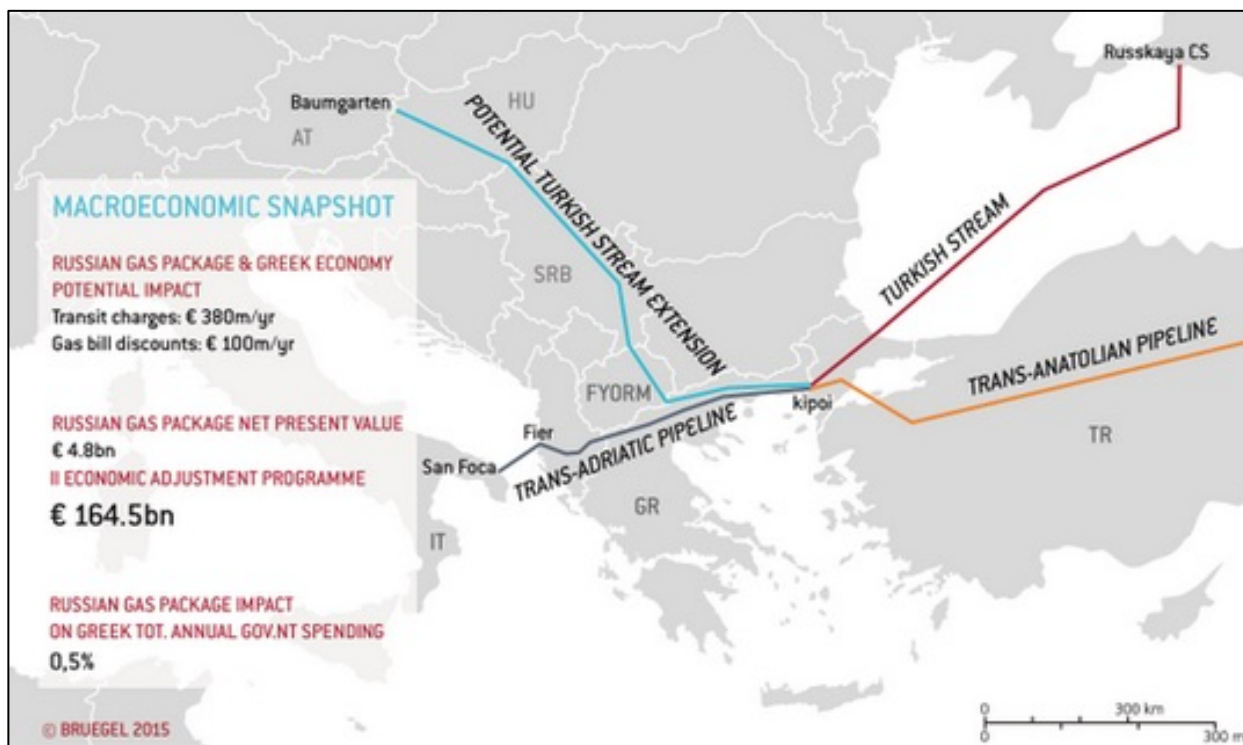 Russkaya CS
Baumgarten
HU
AT
POTENTIAL TURKISH STREAM EXTENSION
MACROECONOMIC SNAPSHOT
RUSSIAN GAS PACKAGE & GREEK ECONOMY
POTENTIAL IMPACT
Transit charges: € 380m/yr
Gas bill discounts: € 100m/yr
SRB
TURKISH STREAM
TRANS-ANATOLIAN PIPELINE
FYORM
kipoi
TR
RUSSIAN GAS PACKAGE NET PRESENT VALUE
€ 4.8bn
II ECONOMIC ADJUSTMENT PROGRAMME
€ 164.5bn
Fier
San Foca
TRANS-ADRIATIC PIPELINE
GR
IT
RUSSIAN GAS PACKAGE IMPACT
ON GREEK TOT. ANNUAL GOV.NT SPENDING
0,5%
© BRUEGEL 2015
0 300 km
0 300 m